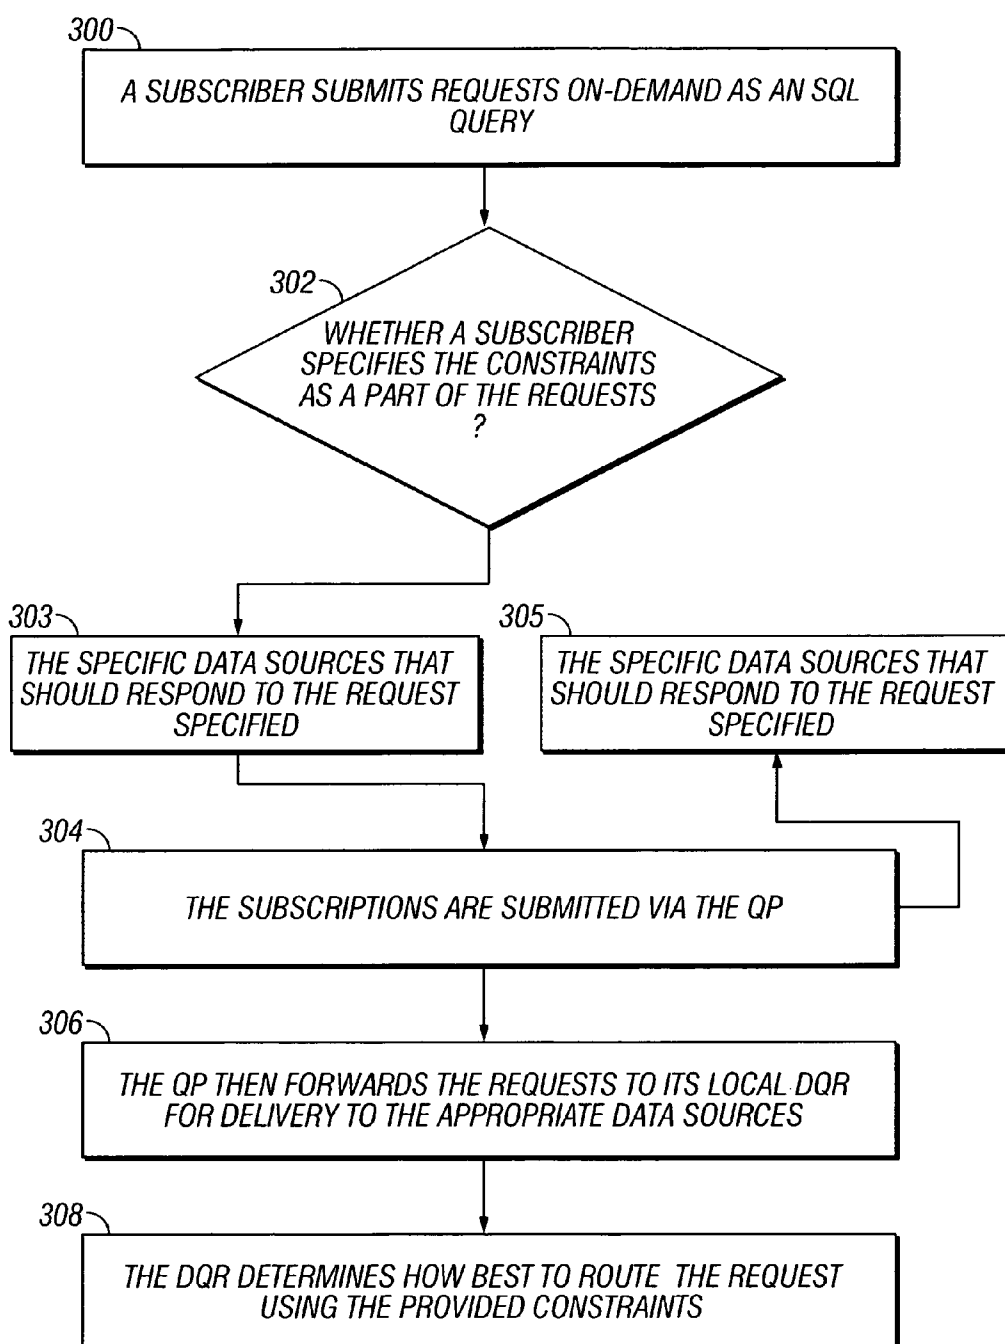 300
A SUBSCRIBER SUBMITS REQUESTS ON-DEMAND AS AN SQL
QUERY
302
WHETHER A SUBSCRIBER
SPECIFIES THE CONSTRAINTS
AS A PART OF THE REQUESTS
?
303
THE SPECIFIC DATA SOURCES THAT
SHOULD RESPOND TO THE REQUEST
SPECIFIED
305
THE SPECIFIC DATA SOURCES THAT
SHOULD RESPOND TO THE REQUEST
SPECIFIED
304
THE SUBSCRIPTIONS ARE SUBMITTED VIA THE QP
306
THE QP THEN FORWARDS THE REQUESTS TO ITS LOCAL DQR
FOR DELIVERY TO THE APPROPRIATE DATA SOURCES
308
THE DQR DETERMINES HOW BEST TO ROUTE THE REQUEST
USING THE PROVIDED CONSTRAINTS